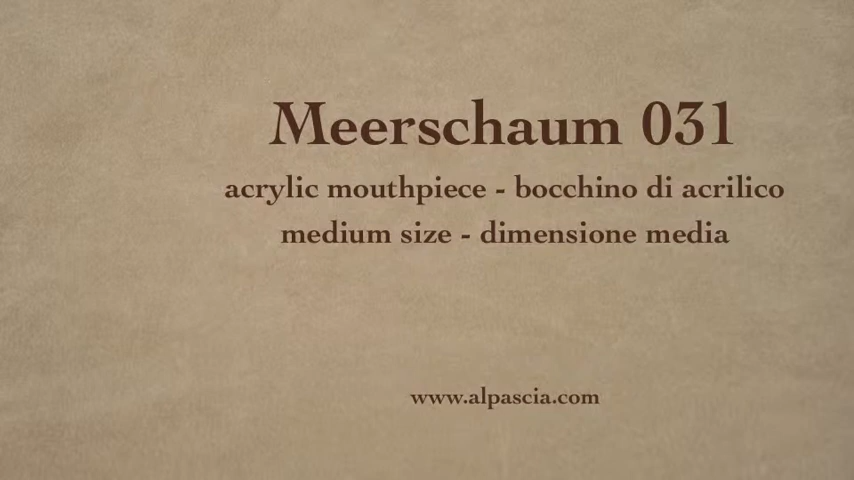 Meerschaum 031
acrylic mouthpiece - bocchino di acrilico
medium size - dimensione media
www.alpascia.com